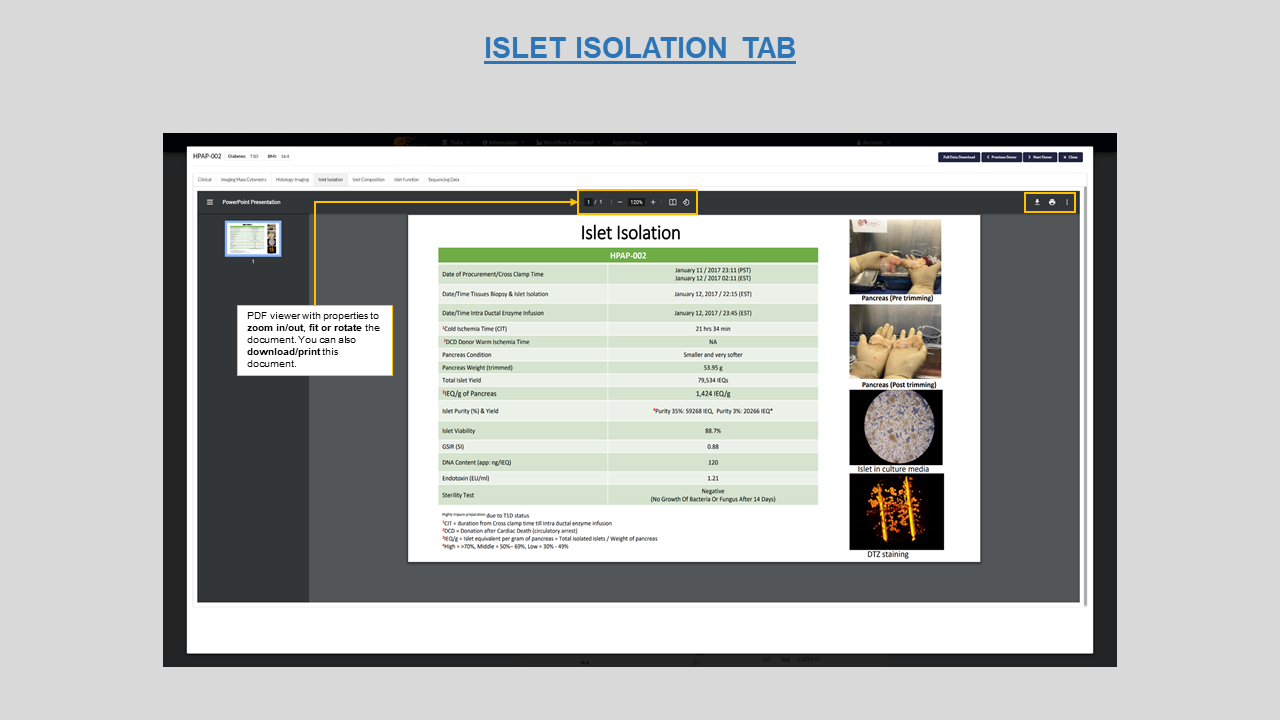 ISLET ISOLATION TAB
HPAP-002 Diabetes: T1D BMI: 16.4
Full Data Download Previous Donor Next Donor Close
Clinical Imaging Mass Cytometry Histology Imaging Islet Isolation Islet Composition Islet Function Sequencing Data
PowerPoint Presentation 1 / 1 120%
1
PDF viewer with properties to
zoom in/out, fit or rotate the
document. You can also
download/print this
document.
Islet Isolation
HPAP-002
Date of Procurement/Cross Clamp Time January 11 / 2017 23:11 (PST)
January 12 / 2017 02:11 (EST)
Date/Time Tissues Biopsy & Islet Isolation January 12, 2017 / 22:15 (EST)
Date/Time Intra Ductal Enzyme Infusion January 12, 2017 / 23:45 (EST)
1Cold Ischemia Time (CIT) 21 hrs 34 min
2DCD Donor Warm Ischemia Time NA
Pancreas Condition Smaller and very softer
Pancreas Weight (trimmed) 53.95 g
Total Islet Yield 79,534 IEQs
3IEQ/g of Pancreas 1,424 IEQ/g
Islet Purity (%) & Yield 4Purity 35%: 59268 IEQ, Purity 3%: 20266 IEQ*
Islet Viability 88.7%
GSIR (SI) 0.88
DNA Content (app: ng/IEQ) 120
Endotoxin (EU/ml) 1.21
Sterility Test Negative
(No Growth Of Bacteria Or Fungus After 14 Days)
Highly impure preparation due to T1D status
1CIT = duration from Cross clamp time till Intra ductal enzyme infusion
2DCD = Donation after Cardiac Death (circulatory arrest)
3IEQ/g = Islet equivalent per gram of pancreas = Total isolated islets / Weight of pancreas
4High = >70%, Middle = 50%– 69%, Low = 30% - 49%
Pancreas (Pre trimming)
Pancreas (Post trimming)
Islet in culture media
DTZ staining